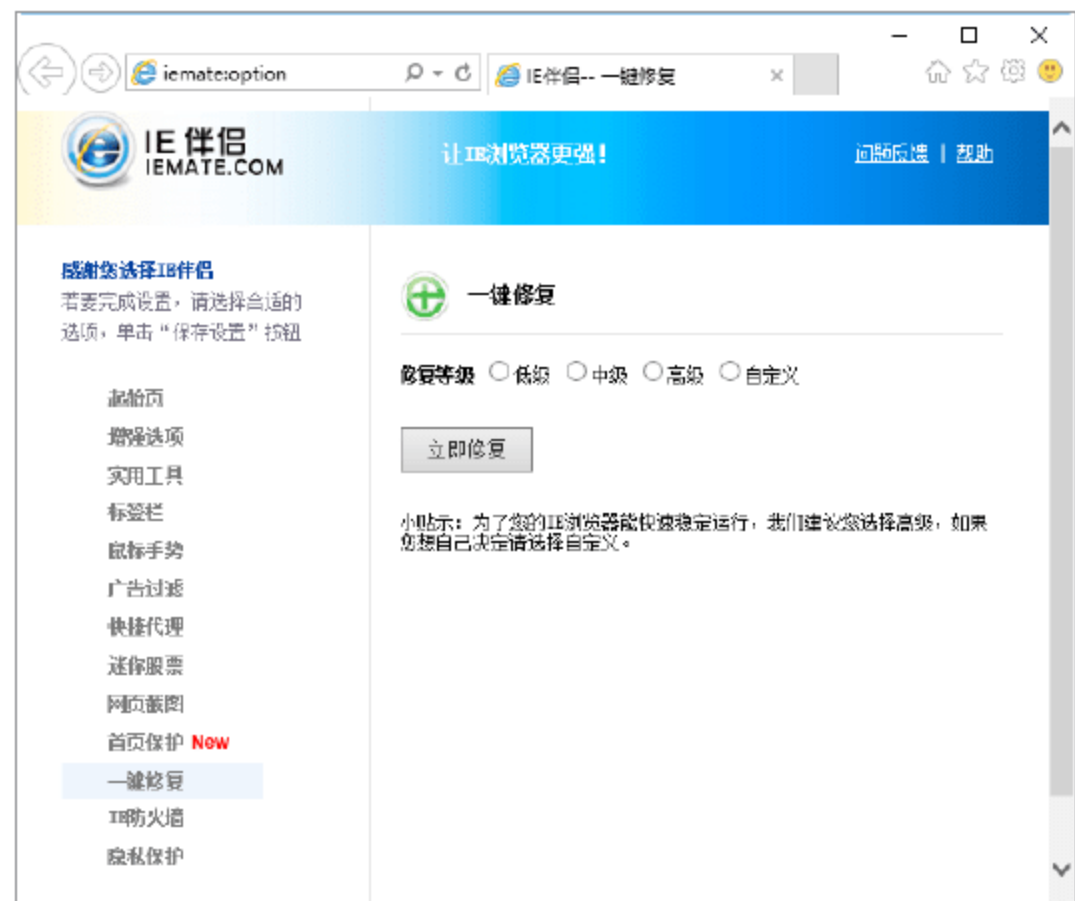 iemate:option
IE伴侣-- 一键修复
IE 伴侣
IEMATE.COM
让IE浏览器更强!
问题反馈 | 帮助
感谢您选择IE伴侣
若要完成设置，请选择合适的
选项，单击“保存设置”按钮
起始页
增强选项
实用工具
标签栏
鼠标手势
广告过滤
快捷代理
迷你股票
网页截图
首页保护 New
一键修复
IE防火墙
隐私保护
一键修复
修复等级 低级 中级 高级 自定义
立即修复
小贴示：为了您的IE浏览器能快速稳定运行，我们建议您选择高级，如果
您想自己决定请选择自定义。